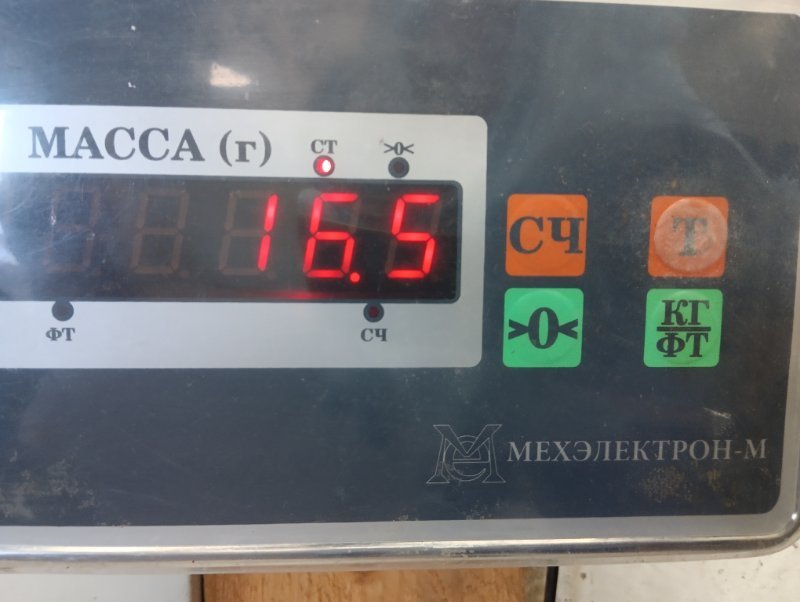 МАССА (г)
СТ
>0<
16.5
ФТ
СЧ
СЧ
Т
>0<
КГ
ФТ
МЕХЭЛЕКТРОН-М